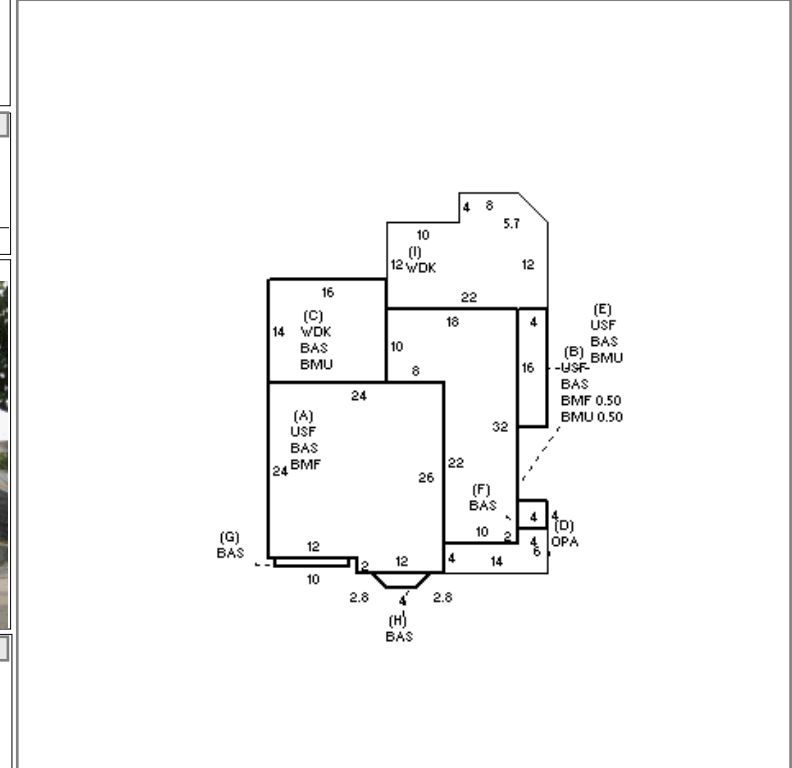 4 8
5.7
10
(I)
12 WDK 12
22
16
(C)
14 WDK
BAS
BMU
18 4
10
8
16
(E)
USF
BAS
BMU
(B)
USF
BAS
BMF 0.50
BMU 0.50
24
(A)
USF
BAS
24 BMF
26
32
22
(F)
BAS
4 4
(D)
OPA
10 2
4
6
(G)
BAS
12
2 12 4 14
10
2.8 4 2.8
(H)
BAS